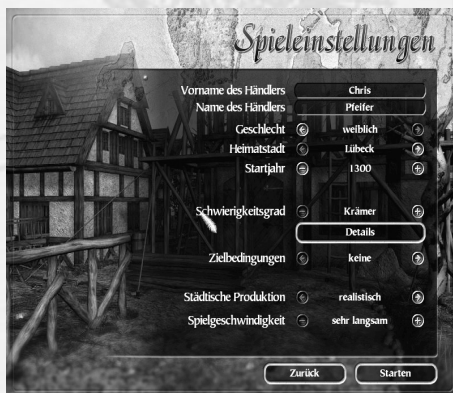 Spieleinstellungen
Vorname des Händlers Chris
Name des Händlers Pfeifer
Geschlecht weiblich
Heimatstadt Lübeck
Startjahr 1300
Schwierigkeitsgrad Krämer
Details
Zielbedingungen keine
Städtische Produktion realistisch
Spielgeschwindigkeit sehr langsam
Zurück Starten